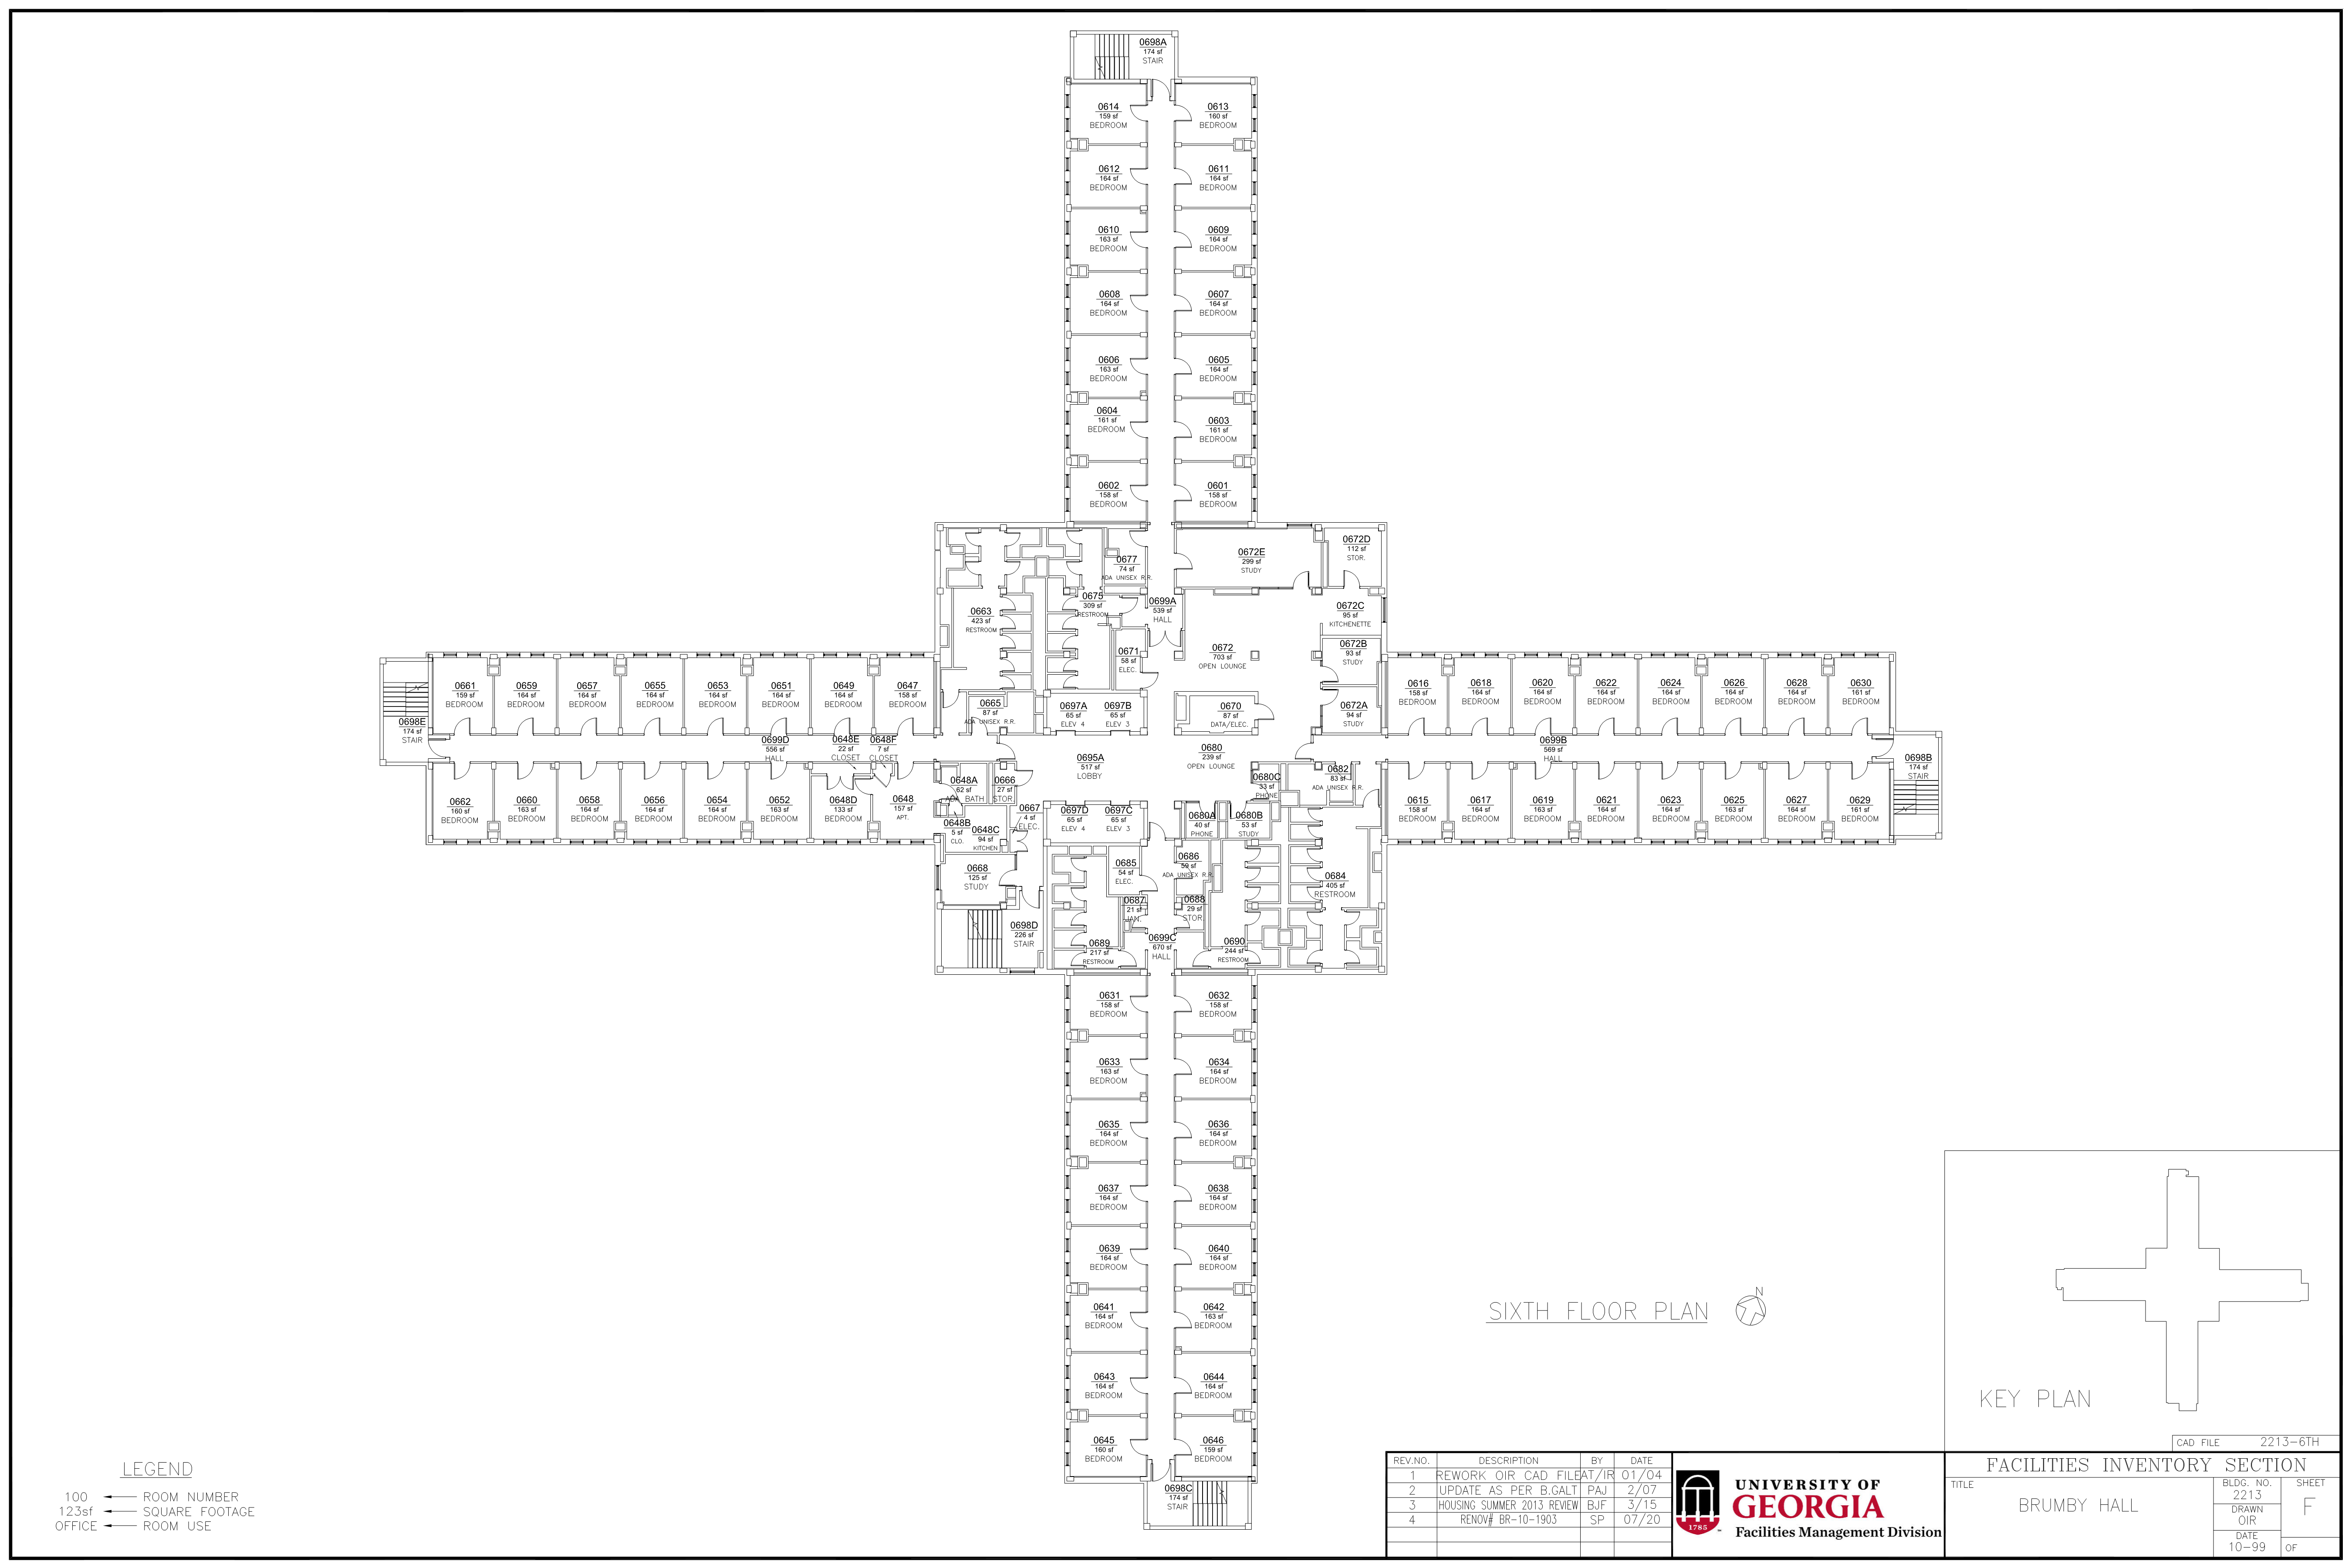 0698A
174 sf
STAIR
0614
159 sf
BEDROOM
0613
160 sf
BEDROOM
0612
164 sf
BEDROOM
0611
164 sf
BEDROOM
0610
163 sf
BEDROOM
0609
164 sf
BEDROOM
0608
164 sf
BEDROOM
0607
164 sf
BEDROOM
0606
163 sf
BEDROOM
0605
164 sf
BEDROOM
0604
161 sf
BEDROOM
0603
161 sf
BEDROOM
0602
158 sf
BEDROOM
0601
158 sf
BEDROOM
0677
74 sf
ADA UNISEX R.R.
0672E
299 sf
STUDY
0672D
112 sf
STOR.
0663
423 sf
RESTROOM
0675
309 sf
RESTROOM
0699A
539 sf
HALL
0672C
95 sf
KITCHENETTE
0671
58 sf
ELEC.
0672
703 sf
OPEN LOUNGE
0672B
93 sf
STUDY
0661
159 sf
BEDROOM
0659
164 sf
BEDROOM
0657
164 sf
BEDROOM
0655
164 sf
BEDROOM
0653
164 sf
BEDROOM
0651
164 sf
BEDROOM
0649
164 sf
BEDROOM
0647
158 sf
BEDROOM
0665
87 sf
ADA UNISEX R.R.
0697A
65 sf
ELEV 4
0697B
65 sf
ELEV 3
0670
87 sf
DATA/ELEC.
0672A
94 sf
STUDY
0616
158 sf
BEDROOM
0618
164 sf
BEDROOM
0620
164 sf
BEDROOM
0622
164 sf
BEDROOM
0624
164 sf
BEDROOM
0626
164 sf
BEDROOM
0628
164 sf
BEDROOM
0630
161 sf
BEDROOM
0698E
174 sf
STAIR
0699D
556 sf
HALL
0648E
22 sf
CLOSET
0648F
7 sf
CLOSET
0695A
517 sf
LOBBY
0680
239 sf
OPEN LOUNGE
0699B
569 sf
HALL
0698B
174 sf
STAIR
0662
160 sf
BEDROOM
0660
163 sf
BEDROOM
0658
164 sf
BEDROOM
0656
164 sf
BEDROOM
0654
164 sf
BEDROOM
0652
163 sf
BEDROOM
0648D
133 sf
BEDROOM
0648
157 sf
APT.
0648A
62 sf
ADA BATH
0666
27 sf
STOR.
0648B
5 sf
CLO.
0648C
94 sf
KITCHEN
0667
4 sf
ELEC.
0697D
65 sf
ELEV 4
0697C
65 sf
ELEV 3
0680A
40 sf
PHONE
0680B
53 sf
STUDY
0680C
33 sf
PHONE
0682
83 sf
ADA UNISEX R.R.
0615
158 sf
BEDROOM
0617
164 sf
BEDROOM
0619
163 sf
BEDROOM
0621
164 sf
BEDROOM
0623
164 sf
BEDROOM
0625
163 sf
BEDROOM
0627
164 sf
BEDROOM
0629
161 sf
BEDROOM
0668
125 sf
STUDY
0685
54 sf
ELEC.
0686
59 sf
ADA UNISEX R.R.
0684
405 sf
RESTROOM
0687
21 sf
JAN.
0688
29 sf
STOR.
0698D
226 sf
STAIR
0689
217 sf
RESTROOM
0699C
670 sf
HALL
0690
244 sf
RESTROOM
0631
158 sf
BEDROOM
0632
158 sf
BEDROOM
0633
163 sf
BEDROOM
0634
164 sf
BEDROOM
0635
164 sf
BEDROOM
0636
164 sf
BEDROOM
0637
164 sf
BEDROOM
0638
164 sf
BEDROOM
0639
164 sf
BEDROOM
0640
164 sf
BEDROOM
0641
164 sf
BEDROOM
0642
163 sf
BEDROOM
0643
164 sf
BEDROOM
0644
164 sf
BEDROOM
0645
160 sf
BEDROOM
0646
159 sf
BEDROOM
0698C
174 sf
STAIR
SIXTH FLOOR PLAN
N
KEY PLAN
CAD FILE 2213-6TH
LEGEND
100 ROOM NUMBER
123sf SQUARE FOOTAGE
OFFICE ROOM USE
REV.NO. DESCRIPTION BY DATE
1 REWORK OIR CAD FILE AT/IR 01/04
2 UPDATE AS PER B.GALT PAJ 2/07
3 HOUSING SUMMER 2013 REVIEW BJF 3/15
4 RENOV# BR-10-1903 SP 07/20
1785
UNIVERSITY OF
GEORGIA
Facilities Management Division
FACILITIES INVENTORY SECTION
TITLE
BRUMBY HALL
BLDG. NO.
2213
DRAWN
OIR
DATE
10-99
SHEET
F
OF